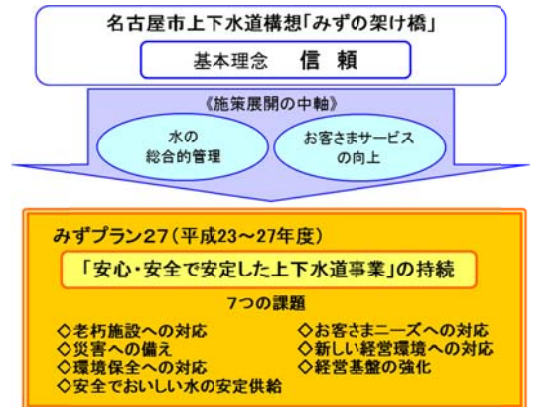 名古屋市上下水道構想「みずの架け橋」
基本理念 信 頼
《施策展開の中軸》
水の
総合的管理
お客さまサービス
の向上
みずプラン27(平成23～27年度)
「安心・安全で安定した上下水道事業」の持続
7つの課題
◇老朽施設への対応
◇災害への備え
◇環境保全への対応
◇安全でおいしい水の安定供給
◇お客さまニーズへの対応
◇新しい経営環境への対応
◇経営基盤の強化